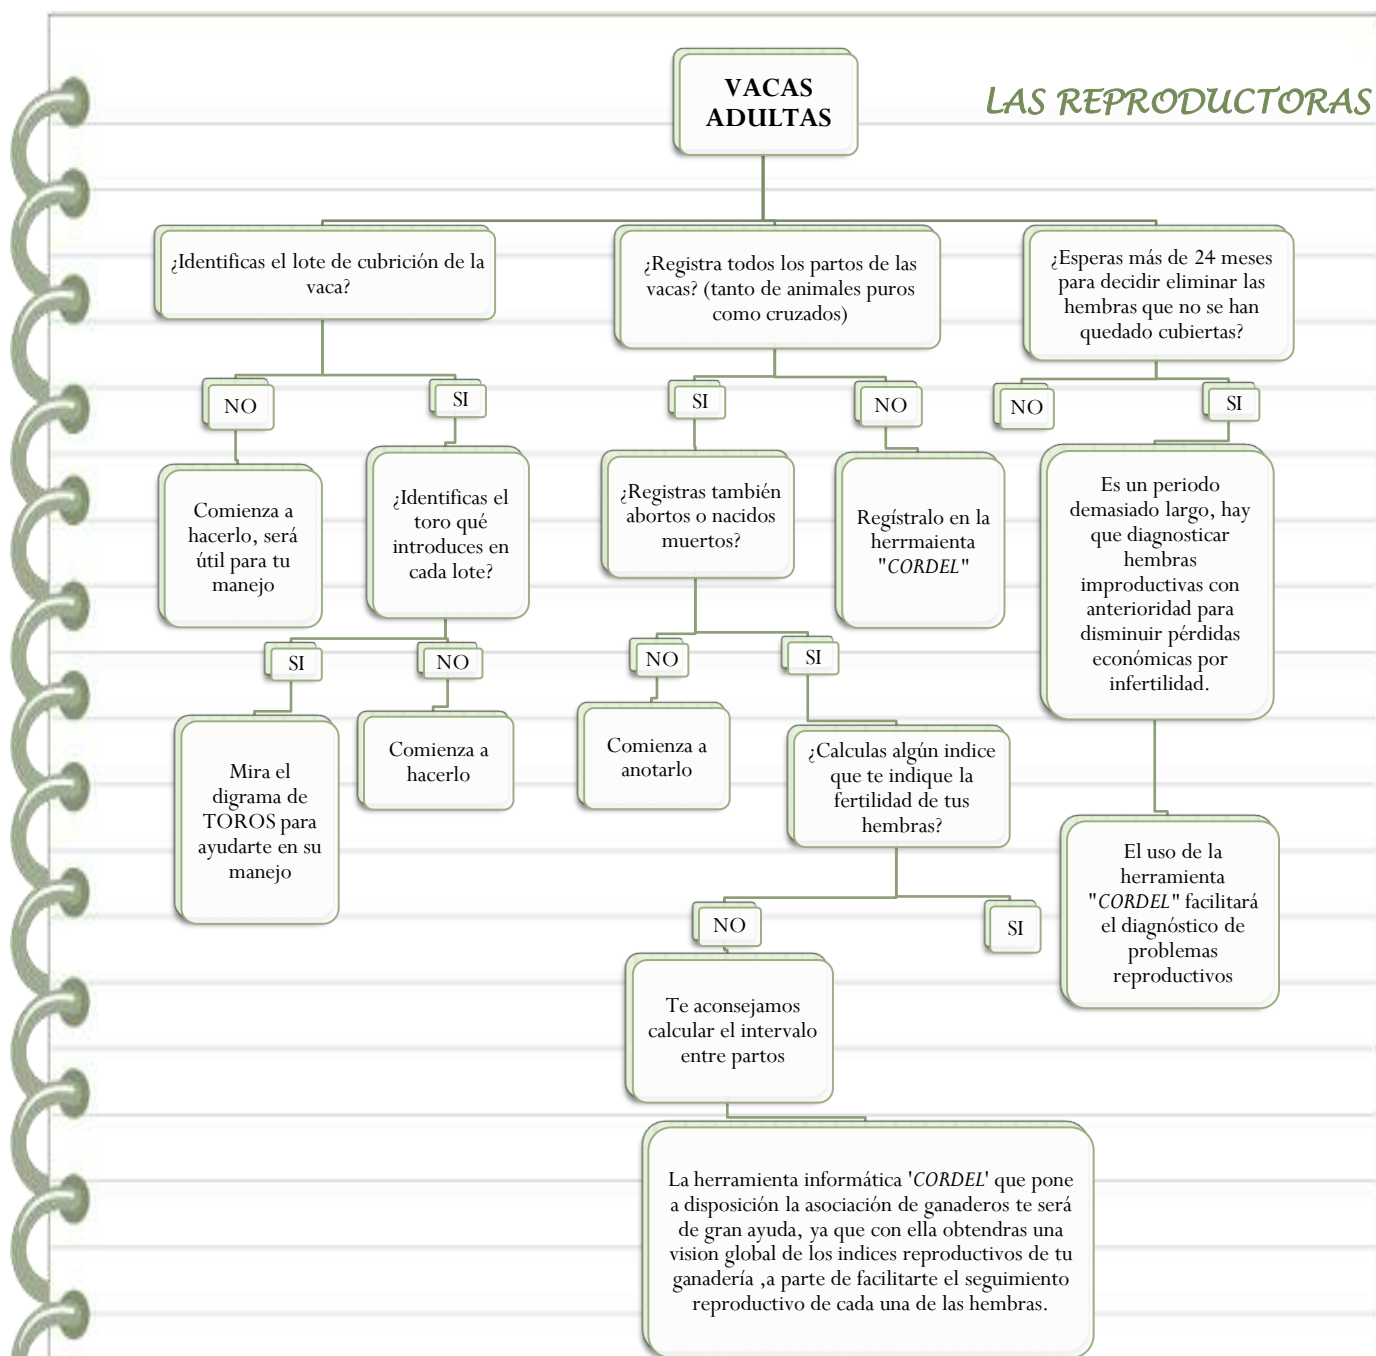 VACAS
ADULTAS
LAS REPRODUCTORAS
¿Identificas el lote de cubrición de la
vaca?
¿Registra todos los partos de las
vacas? (tanto de animales puros
como cruzados)
¿Esperas más de 24 meses
para decidir eliminar las
hembras que no se han
quedado cubiertas?
NO
SI
SI
NO
NO
SI
Comienza a
hacerlo, será
útil para tu
manejo
¿Identificas el
toro qué
introduces en
cada lote?
¿Registras también
abortos o nacidos
muertos?
Regístralo en la
herrmaienta
"CORDEL"
Es un periodo
demasiado largo, hay
que diagnosticar
hembras
improductivas con
anterioridad para
disminuir pérdidas
económicas por
infertilidad.
SI
NO
NO
SI
Mira el
digrama de
TOROS para
ayudarte en su
manejo
Comienza a
hacerlo
Comienza a
anotarlo
¿Calculas algún indice
que te indique la
fertilidad de tus
hembras?
El uso de la
herramienta
"CORDEL" facilitará
el diagnóstico de
problemas
reproductivos
NO
SI
Te aconsejamos
calcular el intervalo
entre partos
La herramienta informática 'CORDEL' que pone
a disposición la asociación de ganaderos te será
de gran ayuda, ya que con ella obtendras una
vision global de los indices reproductivos de tu
ganadería ,a parte de facilitarte el seguimiento
reproductivo de cada una de las hembras.